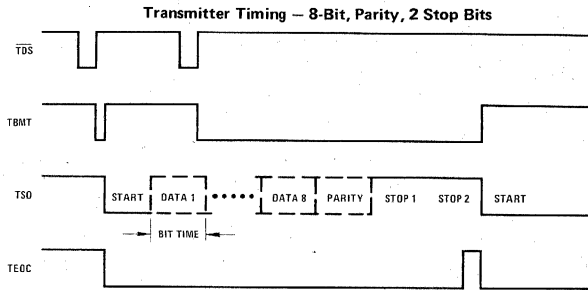 Transmitter Timing – 8-Bit, Parity, 2 Stop Bits
TDS
TBMT
TSO START DATA 1 DATA 8 PARITY STOP 1 STOP 2 START
BIT TIME
TEOC